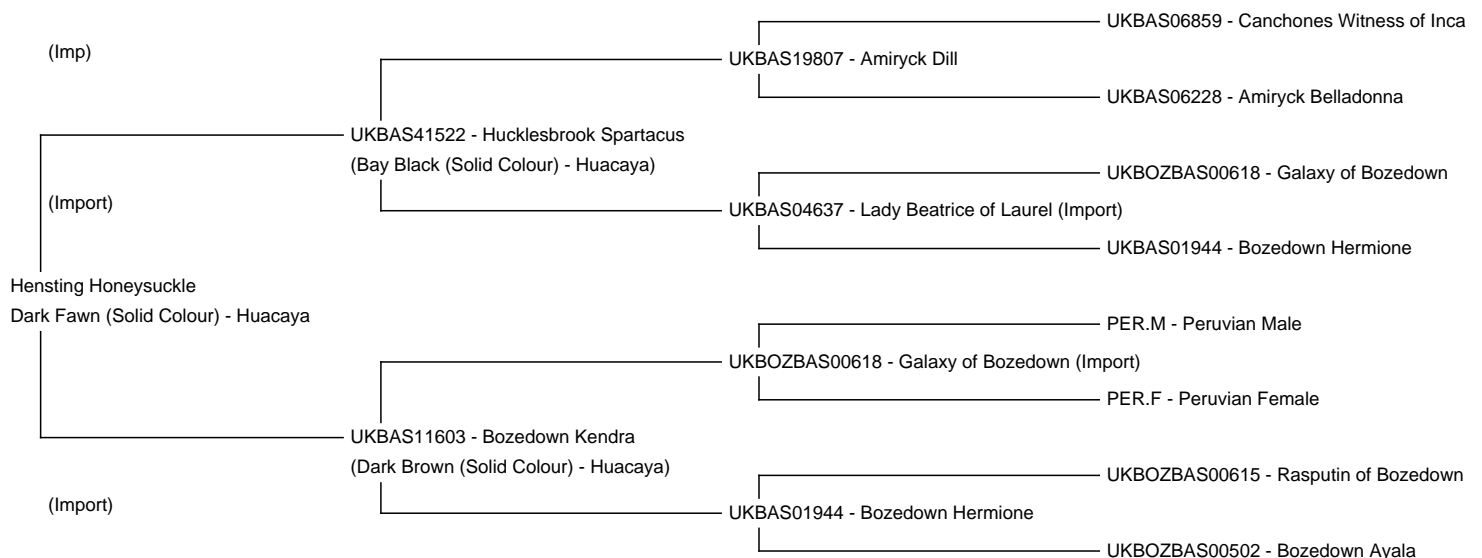 UKBAS06859 - Canchones Witness of Inca
(Imp)
UKBAS19807 - Amiryck Dill
UKBAS06228 - Amiryck Belladonna
UKBAS41522 - Hucklesbrook Spartacus
(Bay Black (Solid Colour) - Huacaya)
UKBOZBAS00618 - Galaxy of Bozedown
(Import)
UKBAS04637 - Lady Beatrice of Laurel (Import)
UKBAS01944 - Bozedown Hermione
Hensting Honeysuckle
Dark Fawn (Solid Colour) - Huacaya
PER.M - Peruvian Male
UKBOZBAS00618 - Galaxy of Bozedown (Import)
PER.F - Peruvian Female
UKBAS11603 - Bozedown Kendra
(Dark Brown (Solid Colour) - Huacaya)
UKBOZBAS00615 - Rasputin of Bozedown
(Import)
UKBAS01944 - Bozedown Hermione
UKBOZBAS00502 - Bozedown Ayala